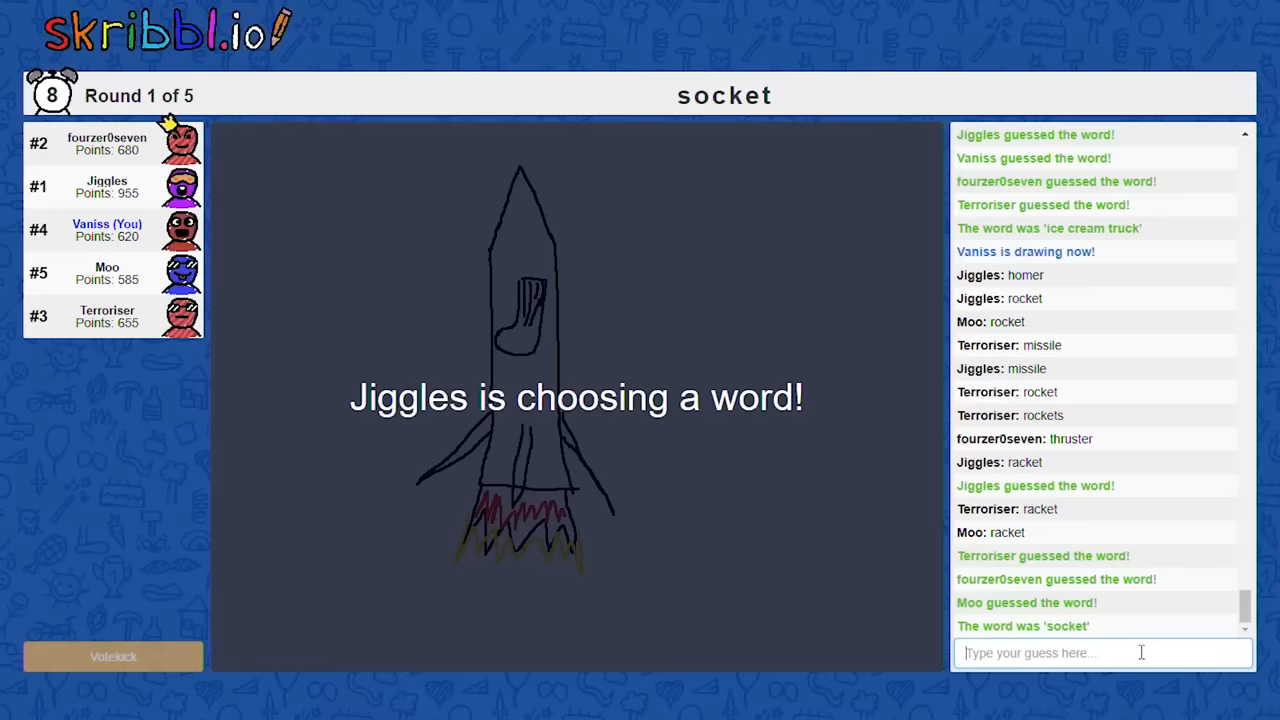 skribbl.io
8
Round 1 of 5
socket
#2 fourzer0seven
Points: 680
#1 Jiggles
Points: 955
#4 Vaniss (You)
Points: 620
#5 Moo
Points: 585
#3 Terroriser
Points: 655
Votekick
Jiggles is choosing a word!
Jiggles guessed the word!
Vaniss guessed the word!
fourzer0seven guessed the word!
Terroriser guessed the word!
The word was 'ice cream truck'
Vaniss is drawing now!
Jiggles: homer
Jiggles: rocket
Moo: rocket
Terroriser: missile
Jiggles: missile
Terroriser: rocket
Terroriser: rockets
fourzer0seven: thruster
Jiggles: racket
Jiggles guessed the word!
Terroriser: racket
Moo: racket
Terroriser guessed the word!
fourzer0seven guessed the word!
Moo guessed the word!
The word was 'socket'
Type your guess here...